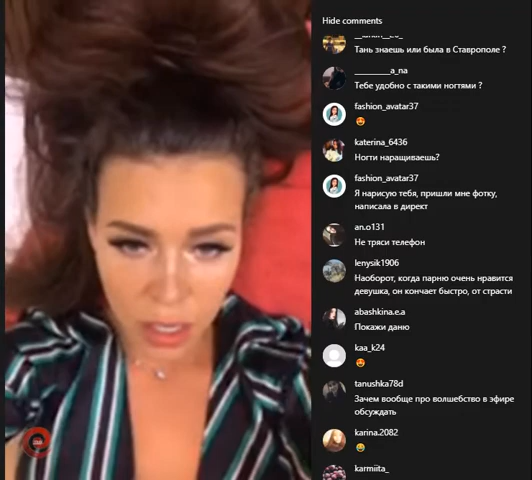 Hide comments
Тань знаешь или была в Ставрополе ?
_________a_na
Тебе удобно с такими ногтями ?
fashion_avatar37
katerina_6436
Ногти наращиваешь?
fashion_avatar37
Я нарисую тебя, пришли мне фотку,
написала в директ
an.o131
Не тряси телефон
lenysik1906
Наоборот, когда парню очень нравится
девушка, он кончает быстро, от страсти
abashkina.e.a
Покажи даню
kaa_k24
tanushka78d
Зачем вообще про волшебство в эфире
обсуждать
karina.2082
karmiita_